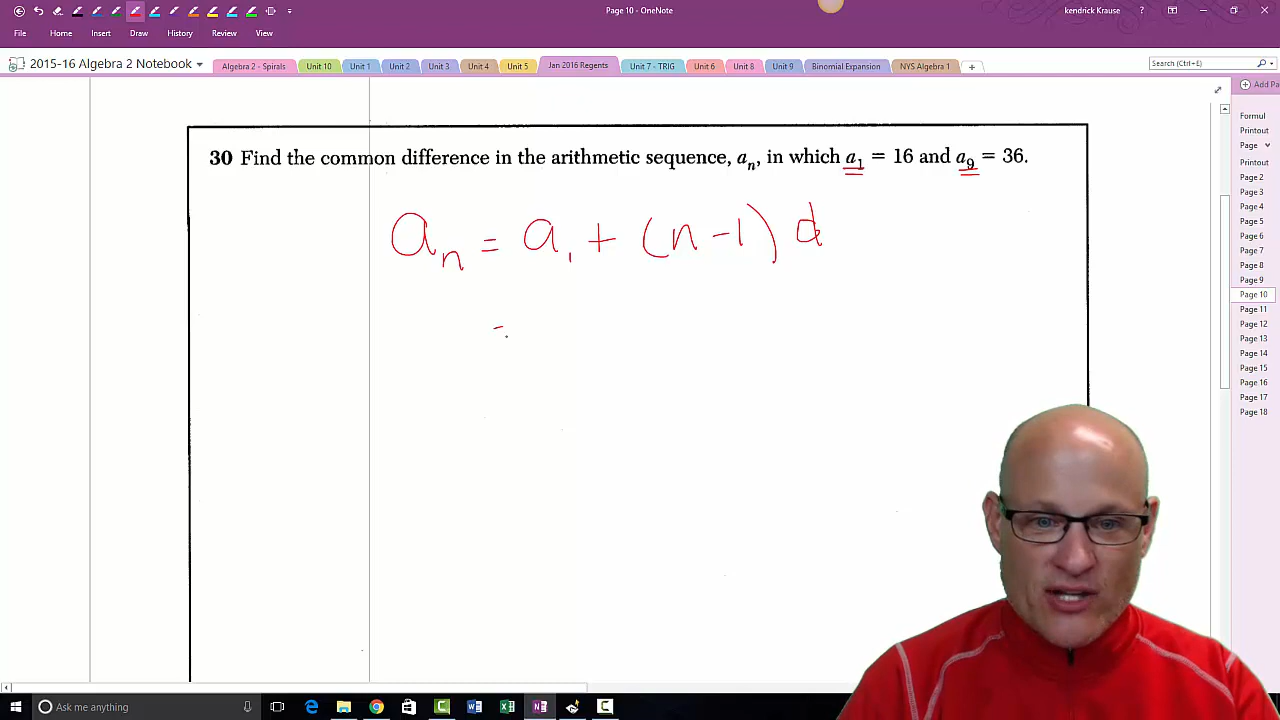 Page 10 - OneNote
kendrick Krause
File Home Insert Draw History Review View
2015-16 Algebra 2 Notebook
Algebra 2 - Spirals Unit 10 Unit 1 Unit 2 Unit 3 Unit 4 Unit 5 Jan 2016 Regents Unit 7 - TRIG Unit 6 Unit 8 Unit 9 Binomial Expansion NYS Algebra 1
Search (Ctrl+E)
Add Pa
Formul
Printout
Page
Printout
Page 2
Page 3
Page 4
Page 5
Page 6
Page 7
Page 8
Page 9
Page 10
Page 11
Page 12
Page 13
Page 14
Page 15
Page 16
Page 17
Page 18
30 Find the common difference in the arithmetic sequence, aₙ, in which a₁ = 16 and a₉ = 36.
aₙ = a₁ + (n-1) d
Ask me anything